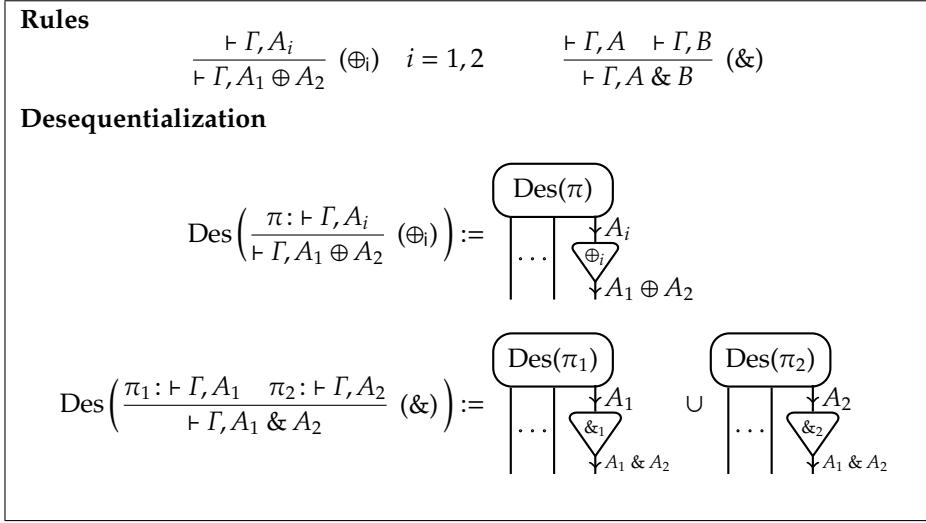 Rules
⊢ Γ, A_i
⊢ Γ, A_1 ⊕ A_2 (⊕_i) i = 1, 2
⊢ Γ, A ⊢ Γ, B
⊢ Γ, A & B (&)
Desequentialization
Des( π: ⊢ Γ, A_i
⊢ Γ, A_1 ⊕ A_2 (⊕_i) ) :=
Des(π)
A_i
... ⊕_i
A_1 ⊕ A_2
Des( π_1: ⊢ Γ, A_1 π_2: ⊢ Γ, A_2
⊢ Γ, A_1 & A_2 (&) ) :=
Des(π_1)
A_1
... &_1
A_1 & A_2
∪
Des(π_2)
A_2
... &_2
A_1 & A_2